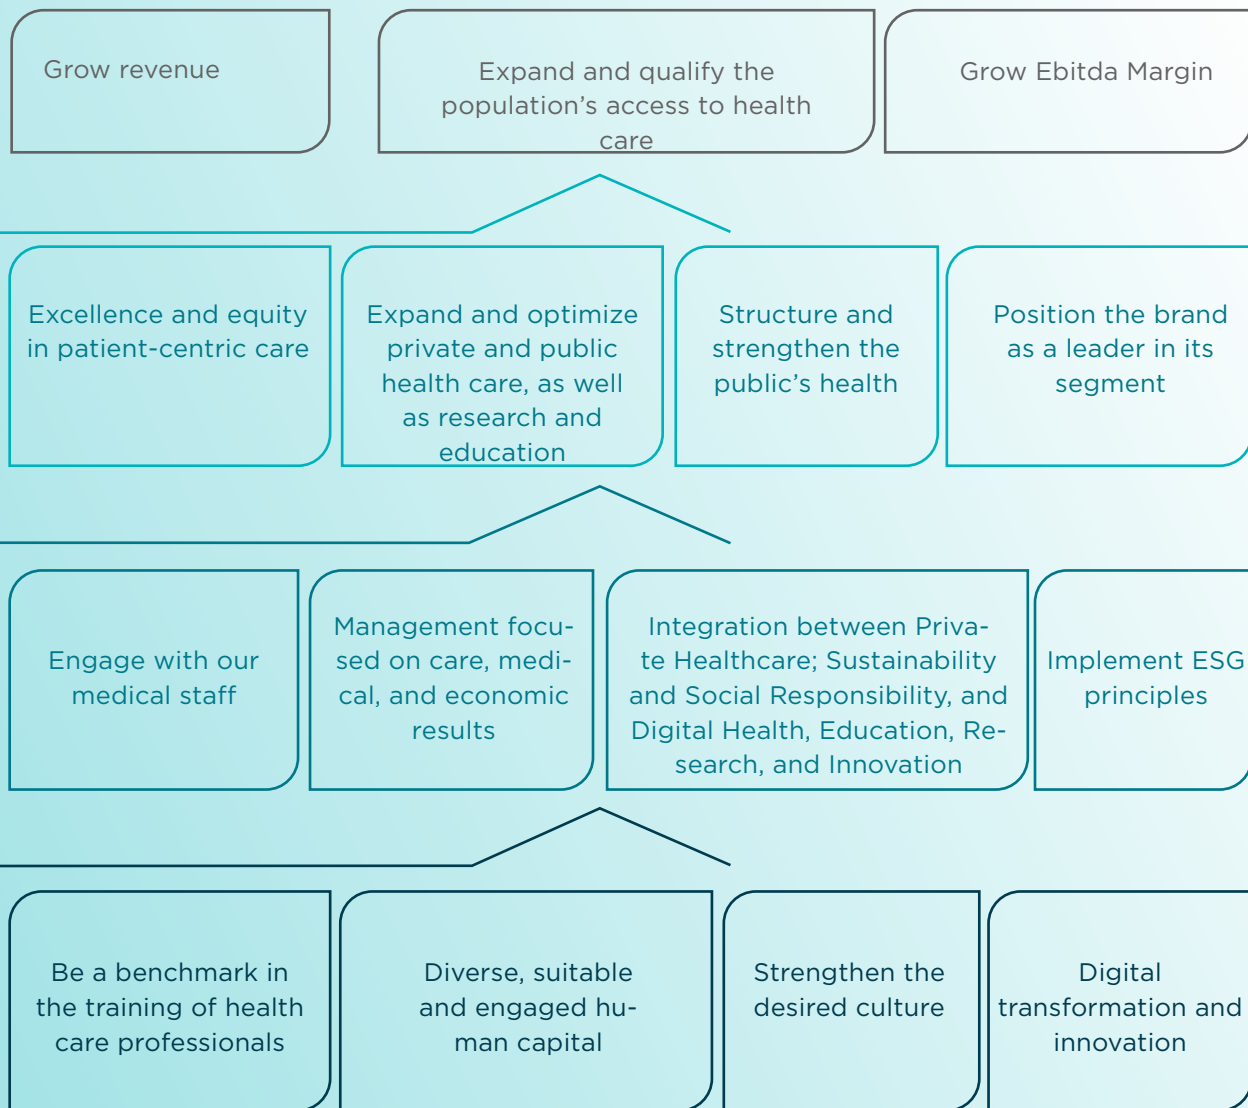 Grow revenue
Expand and qualify the
population’s access to health
care
Grow Ebitda Margin
Excellence and equity
in patient-centric care
Expand and optimize
private and public
health care, as well
as research and
education
Structure and
strengthen the
public’s health
Position the brand
as a leader in its
segment
Engage with our
medical staff
Management focu-
sed on care, medi-
cal, and economic
results
Integration between Priva-
te Healthcare; Sustainability
and Social Responsibility, and
Digital Health, Education, Re-
search, and Innovation
Implement ESG
principles
Be a benchmark in
the training of health
care professionals
Diverse, suitable
and engaged hu-
man capital
Strengthen the
desired culture
Digital
transformation and
innovation